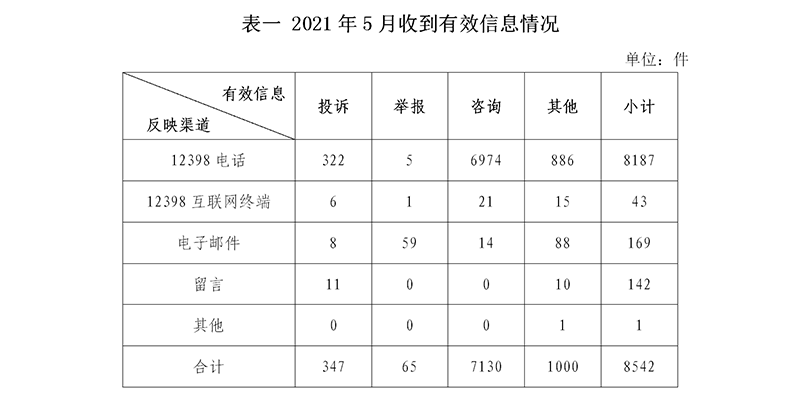 表一 2021 年 5 月收到有效信息情况
单位：件
有效信息
反映渠道 投诉 举报 咨询 其他 小计
12398 电话 322 5 6974 886 8187
12398 互联网终端 6 1 21 15 43
电子邮件 8 59 14 88 169
留言 11 0 0 10 142
其他 0 0 0 1 1
合计 347 65 7130 1000 8542